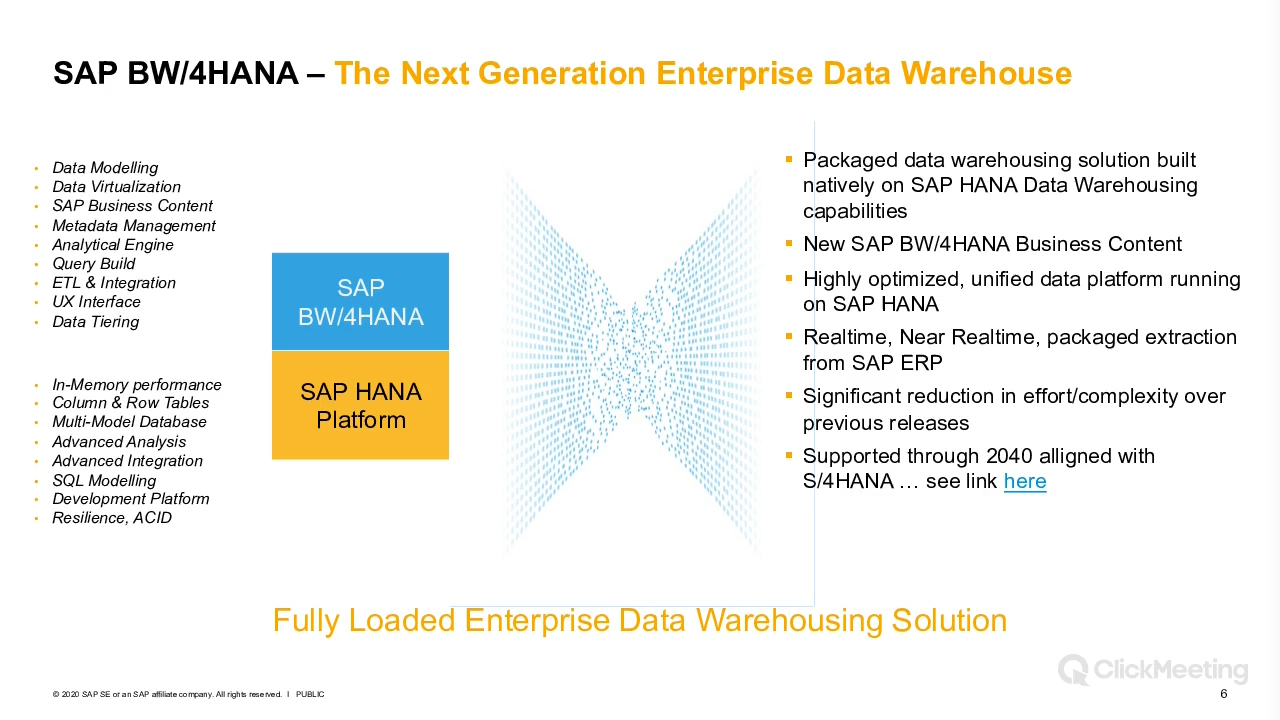 SAP BW/4HANA – The Next Generation Enterprise Data Warehouse
• Data Modelling
• Data Virtualization
• SAP Business Content
• Metadata Management
• Analytical Engine
• Query Build
• ETL & Integration
• UX Interface
• Data Tiering
• In-Memory performance
• Column & Row Tables
• Multi-Model Database
• Advanced Analysis
• Advanced Integration
• SQL Modelling
• Development Platform
• Resilience, ACID
SAP
BW/4HANA
SAP HANA
Platform
▪ Packaged data warehousing solution built
natively on SAP HANA Data Warehousing
capabilities
▪ New SAP BW/4HANA Business Content
▪ Highly optimized, unified data platform running
on SAP HANA
▪ Realtime, Near Realtime, packaged extraction
from SAP ERP
▪ Significant reduction in effort/complexity over
previous releases
▪ Supported through 2040 alligned with
S/4HANA … see link here
Fully Loaded Enterprise Data Warehousing Solution
ClickMeeting
© 2020 SAP SE or an SAP affiliate company. All rights reserved. I PUBLIC
6